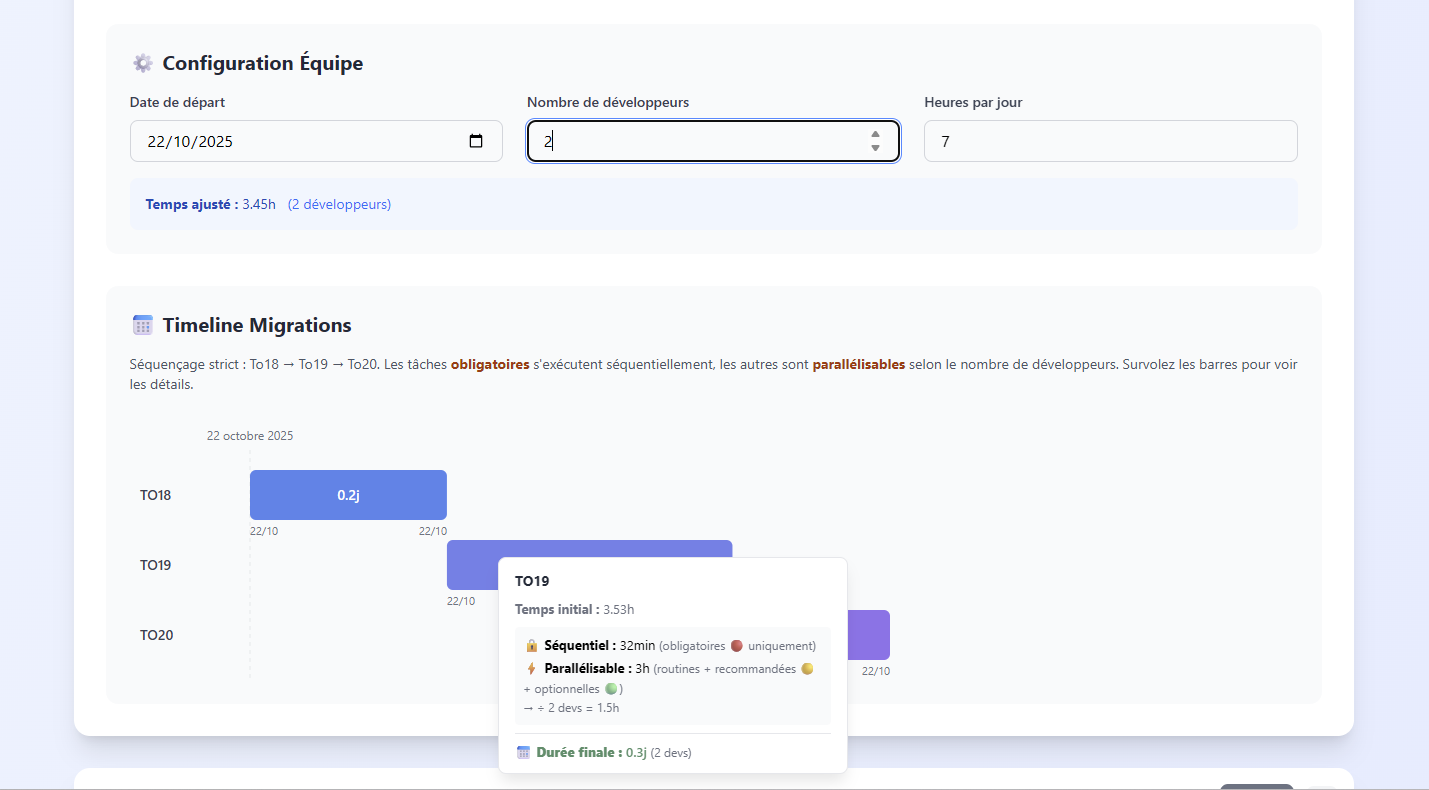 Configuration Équipe
Date de départ
Nombre de développeurs
Heures par jour
22/10/2025
2
7
Temps ajusté : 3.45h (2 développeurs)
Timeline Migrations
Séquençage strict : To18 → To19 → To20. Les tâches obligatoires s'exécutent séquentiellement, les autres sont parallélisables selon le nombre de développeurs. Survolez les barres pour voir
les détails.
22 octobre 2025
TO18
0.2j
22/10
22/10
TO19
22/10
TO20
22/10
TO19
Temps initial : 3.53h
Séquentiel : 32min (obligatoires uniquement)
Parallélisable : 3h (routines + recommandées
+ optionnelles )
→ ÷ 2 devs = 1.5h
Durée finale : 0.3j (2 devs)